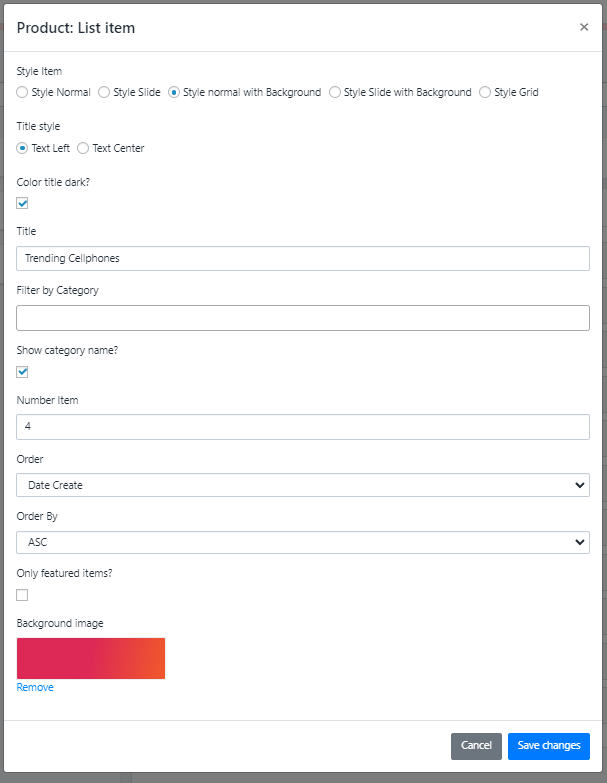 Product: List item ×
Style Item
Style Normal Style Slide Style normal with Background Style Slide with Background Style Grid
Title style
Text Left Text Center
Color title dark?
Title
Trending Cellphones
Filter by Category
Show category name?
Number Item
4
Order
Date Create
Order By
ASC
Only featured items?
Background image
Remove
Cancel Save changes